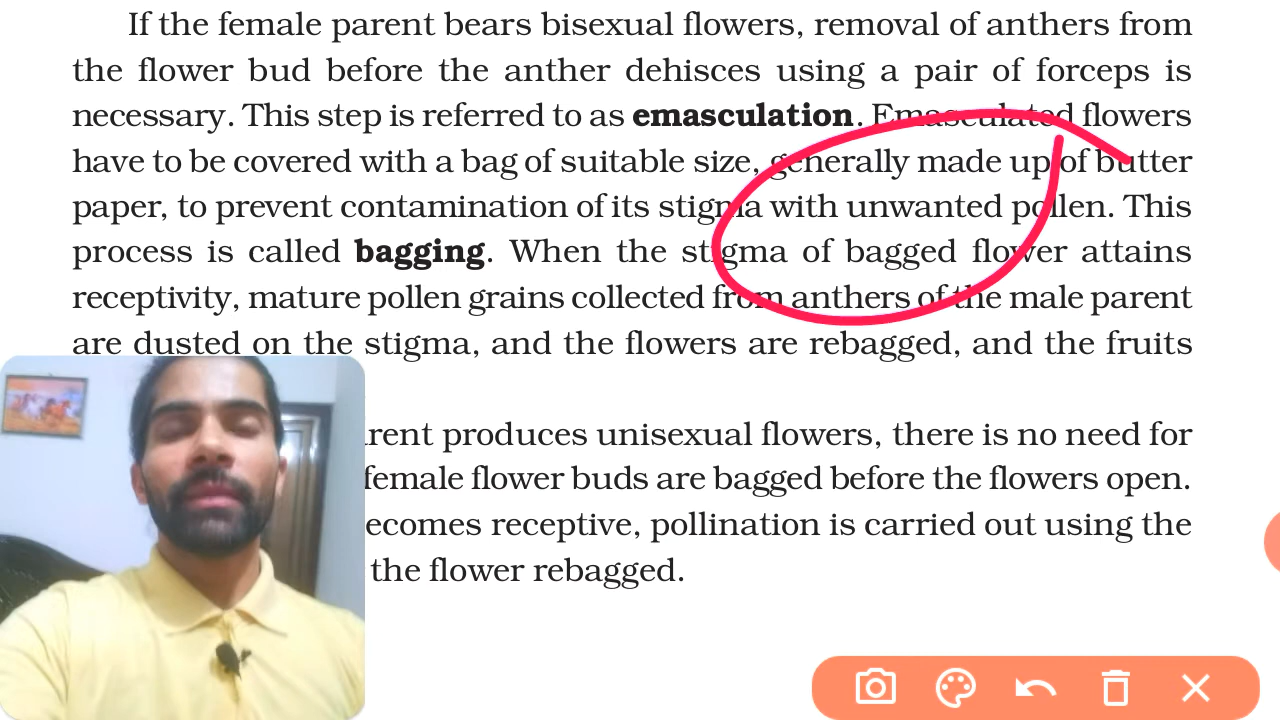 If the female parent bears bisexual flowers, removal of anthers from
the flower bud before the anther dehisces using a pair of forceps is
necessary. This step is referred to as emasculation. Emasculated flowers
have to be covered with a bag of suitable size, generally made up of butter
paper, to prevent contamination of its stigma with unwanted pollen. This
process is called bagging. When the stigma of bagged flower attains
receptivity, mature pollen grains collected from anthers of the male parent
are dusted on the stigma, and the flowers are rebagged, and the fruits
produces unisexual flowers, there is no need for
female flower buds are bagged before the flowers open.
receptive, pollination is carried out using the
the flower rebagged.